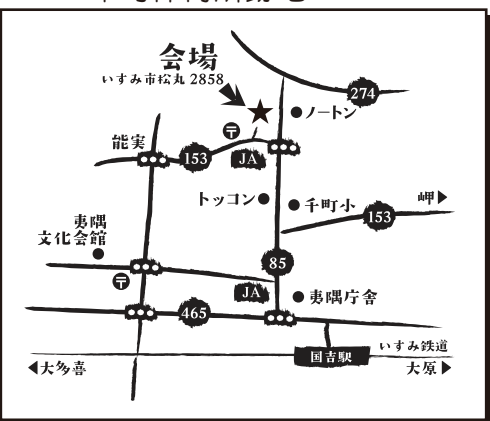 会場
いすみ市松丸 2858
274
ノートン
〒
能実
153
JA
トッコン
千町小
岬▶
153
夷隅
文化会館
85
〒
JA
夷隅庁舎
465
いすみ鉄道
国吉駅
◀大多喜
大原▶